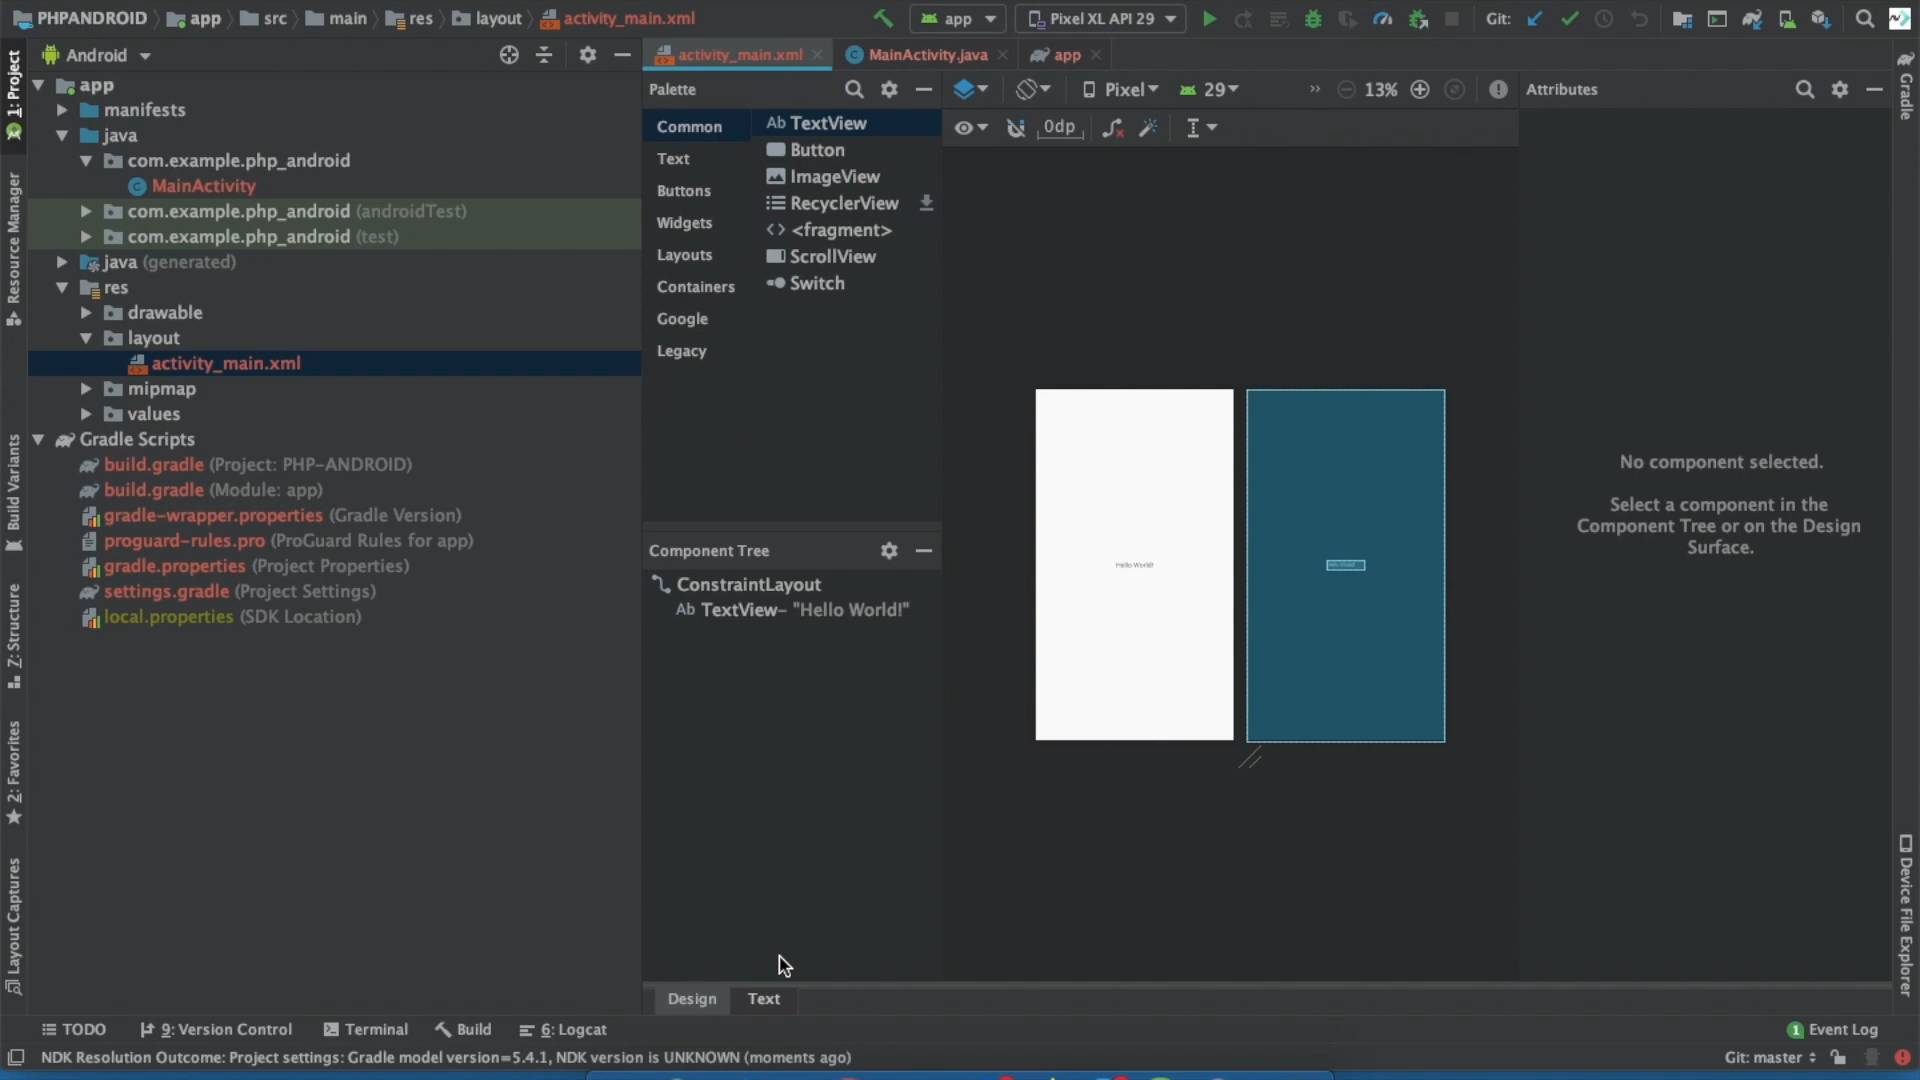 PHPANDROID app src main res layout activity_main.xml
app Pixel XL API 29 Git:
1: Project
Resource Manager
Build Variants
Z: Structure
2: Favorites
Layout Captures
Android
app
manifests
java
com.example.php_android
MainActivity
com.example.php_android (androidTest)
com.example.php_android (test)
java (generated)
res
drawable
layout
activity_main.xml
mipmap
values
Gradle Scripts
build.gradle (Project: PHP-ANDROID)
build.gradle (Module: app)
gradle-wrapper.properties (Gradle Version)
proguard-rules.pro (ProGuard Rules for app)
gradle.properties (Project Properties)
settings.gradle (Project Settings)
local.properties (SDK Location)
activity_main.xml MainActivity.java app
Palette
Common
Text
Buttons
Widgets
Layouts
Containers
Google
Legacy
Ab TextView
Button
ImageView
RecyclerView
<fragment>
ScrollView
Switch
Component Tree
ConstraintLayout
Ab TextView– "Hello World!"
Pixel 29 » 13%
0dp
Hello World!
Attributes
No component selected.
Select a component in the
Component Tree or on the Design
Surface.
Gradle
Device File Explorer
Design Text
TODO 9: Version Control Terminal Build 6: Logcat
1 Event Log
NDK Resolution Outcome: Project settings: Gradle model version=5.4.1, NDK version is UNKNOWN (moments ago)
Git: master